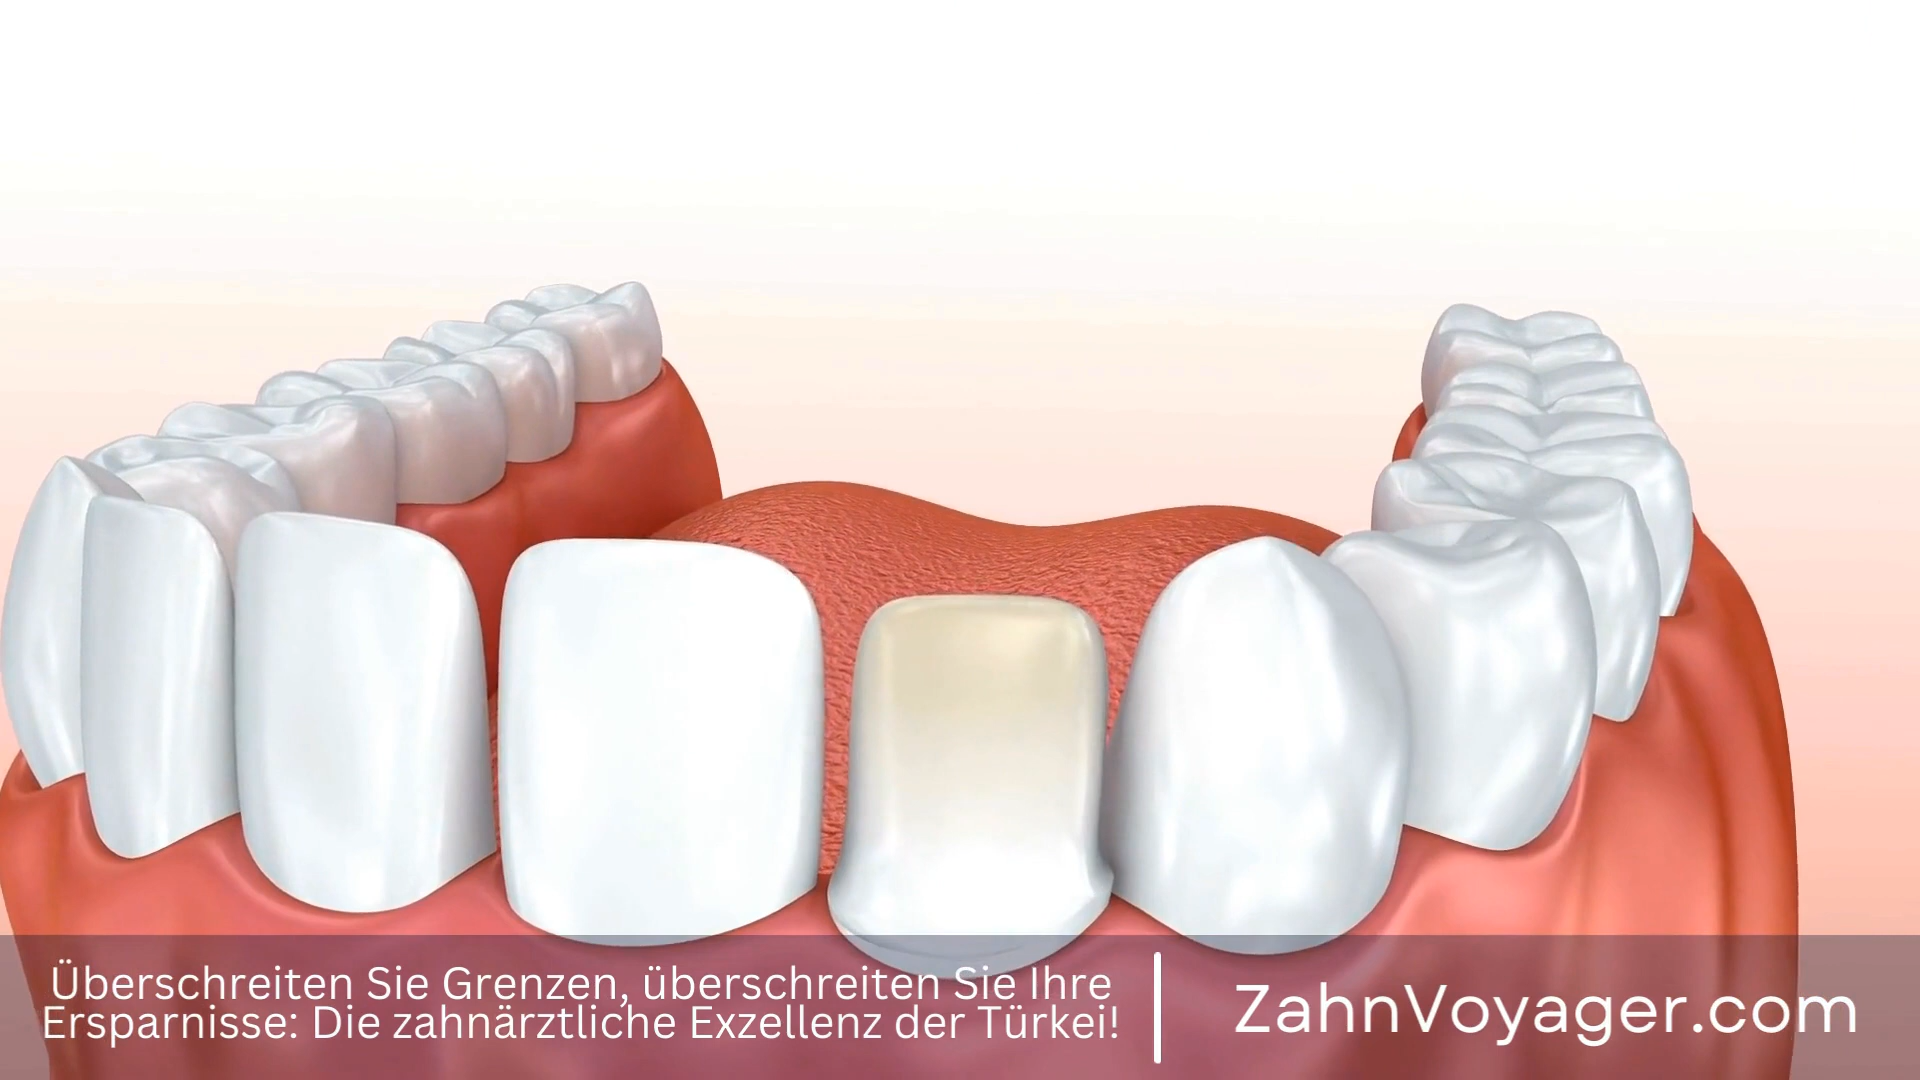 Überschreiten Sie Grenzen, überschreiten Sie Ihre
Ersparnisse: Die zahnärztliche Exzellenz der Türkei!
ZahnVoyager.com